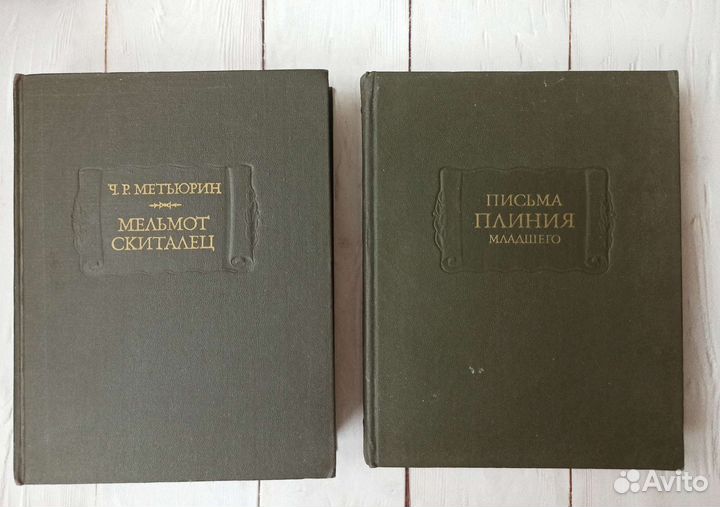 Ч. Р. МЕТЬЮРИН
МЕЛЬМОТ
СКИТАЛЕЦ
ПИСЬМА
ПЛИНИЯ
МЛАДШЕГО
Avito